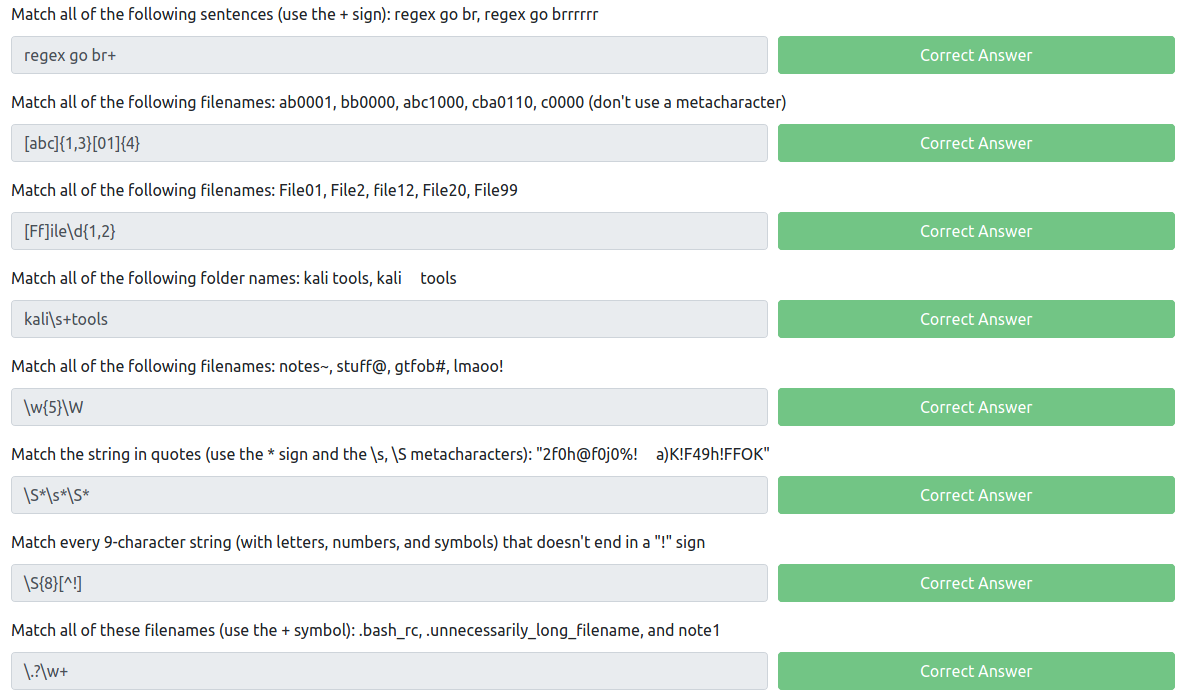 Match all of the following sentences (use the + sign): regex go br, regex go brrrrrr
regex go br+
Correct Answer
Match all of the following filenames: ab0001, bb0000, abc1000, cba0110, c0000 (don't use a metacharacter)
[abc]{1,3}[01]{4}
Correct Answer
Match all of the following filenames: File01, File2, file12, File20, File99
[Ff]ile\d{1,2}
Correct Answer
Match all of the following folder names: kali tools, kali    tools
kali\s+tools
Correct Answer
Match all of the following filenames: notes~, stuff@, gtfob#, lmaoo!
\w{5}\W
Correct Answer
Match the string in quotes (use the * sign and the \s, \S metacharacters): "2f0h@f0j0%!    a)K!F49h!FFOK"
\S*\s*\S*
Correct Answer
Match every 9-character string (with letters, numbers, and symbols) that doesn't end in a "!" sign
\S{8}[^!]
Correct Answer
Match all of these filenames (use the + symbol): .bash_rc, .unnecessarily_long_filename, and note1
\.?\w+
Correct Answer